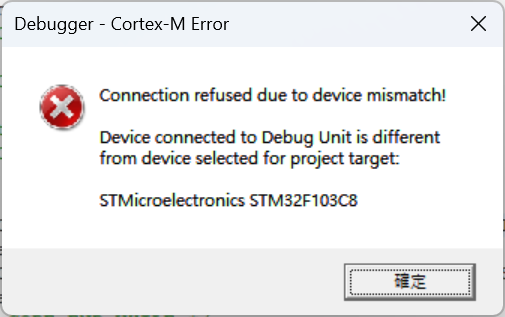 Debugger - Cortex-M Error
Connection refused due to device mismatch!
Device connected to Debug Unit is different
from device selected for project target:
STMicroelectronics STM32F103C8
確定